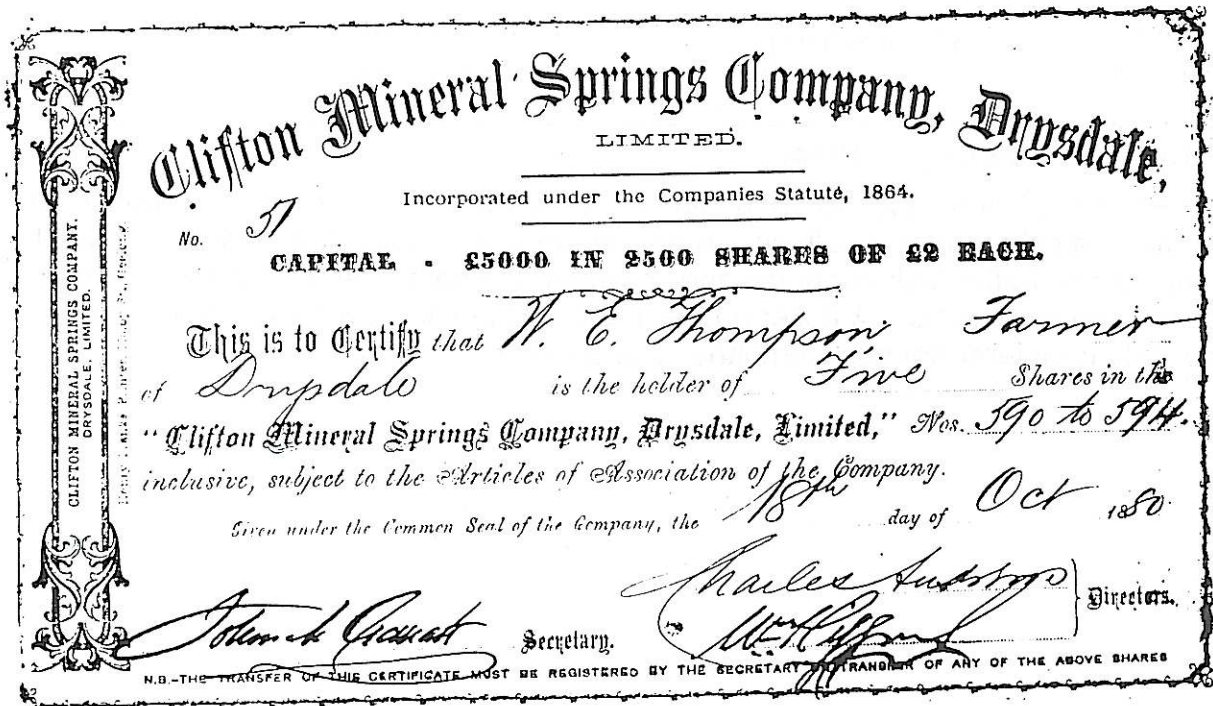 Clifton Mineral Springs Company, Drysdale,
LIMITED.
Incorporated under the Companies Statute, 1864.
No. 51
CAPITAL - £5000 IN 2500 SHARES OF £2 EACH.
This is to Certify that W. E. Thompson, Farmer
of Drysdale is the holder of Five Shares in the
"Clifton Mineral Springs Company, Drysdale, Limited," Nos. 590 to 594.
inclusive, subject to the Articles of Association of the Company.
Given under the Common Seal of the Company, the 18th day of Oct 1880.
Charles
Directors.
Secretary.
N.B.-THE TRANSFER OF THIS CERTIFICATE MUST BE REGISTERED BY THE SECRETARY TRANSFER OF ANY OF THE ABOVE SHARES
CLIFTON MINERAL SPRINGS COMPANY.
DRYSDALE, LIMITED.